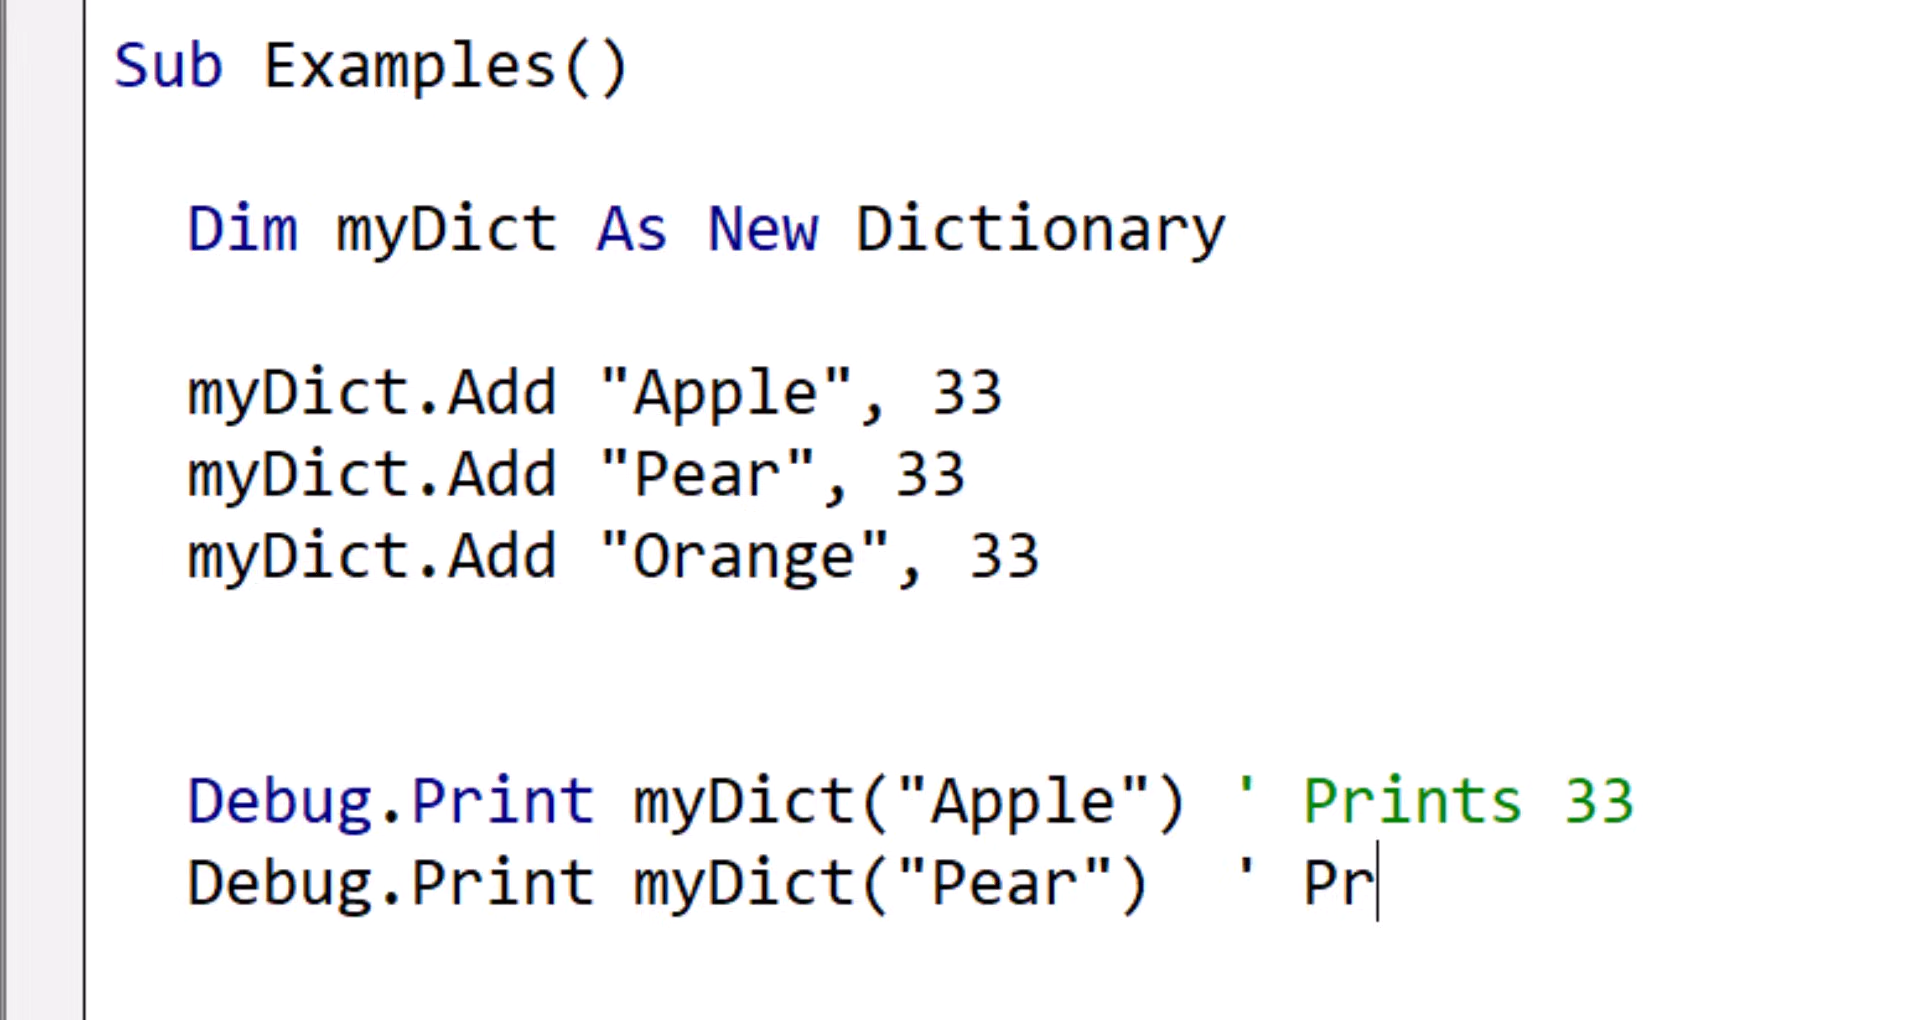 Sub Examples()
Dim myDict As New Dictionary
myDict.Add "Apple", 33
myDict.Add "Pear", 33
myDict.Add "Orange", 33
Debug.Print myDict("Apple") ' Prints 33
Debug.Print myDict("Pear")  ' Pr